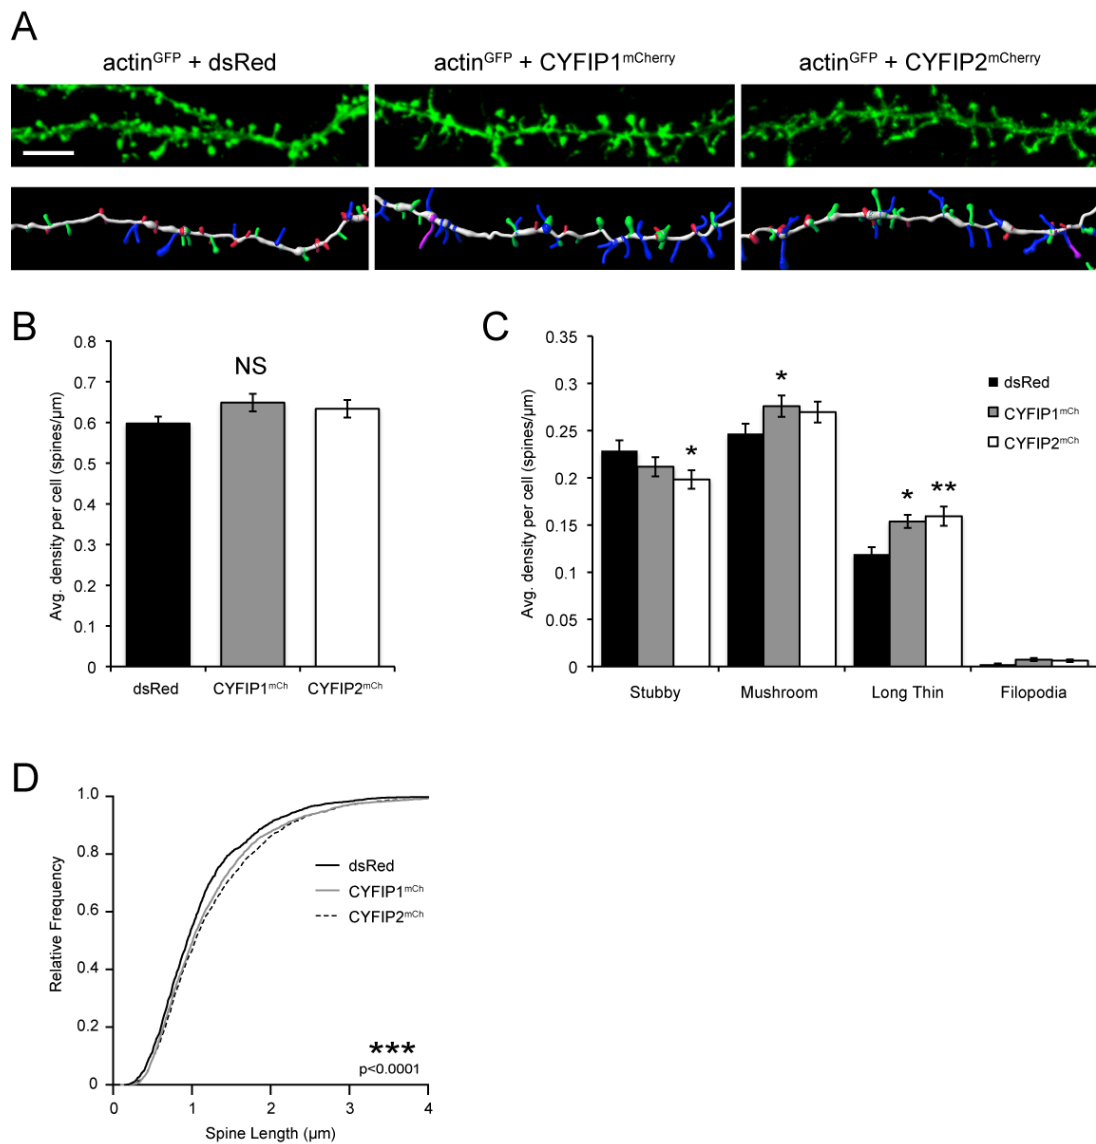 A
actinGFP + dsRed
actinGFP + CYFIP1mCherry
actinGFP + CYFIP2mCherry
B
Avg. density per cell (spines/µm)
0.8
0.7
0.6
0.5
0.4
0.3
0.2
0.1
0
NS
dsRed
CYFIP1mCh
CYFIP2mCh
C
Avg. density per cell (spines/µm)
0.35
0.3
0.25
0.2
0.15
0.1
0.05
0
*
*
*
**
dsRed
CYFIP1mCh
CYFIP2mCh
Stubby
Mushroom
Long Thin
Filopodia
D
Relative Frequency
1.0
0.8
0.6
0.4
0.2
0
dsRed
CYFIP1mCh
CYFIP2mCh
***
p<0.0001
0
1
2
3
4
Spine Length (µm)